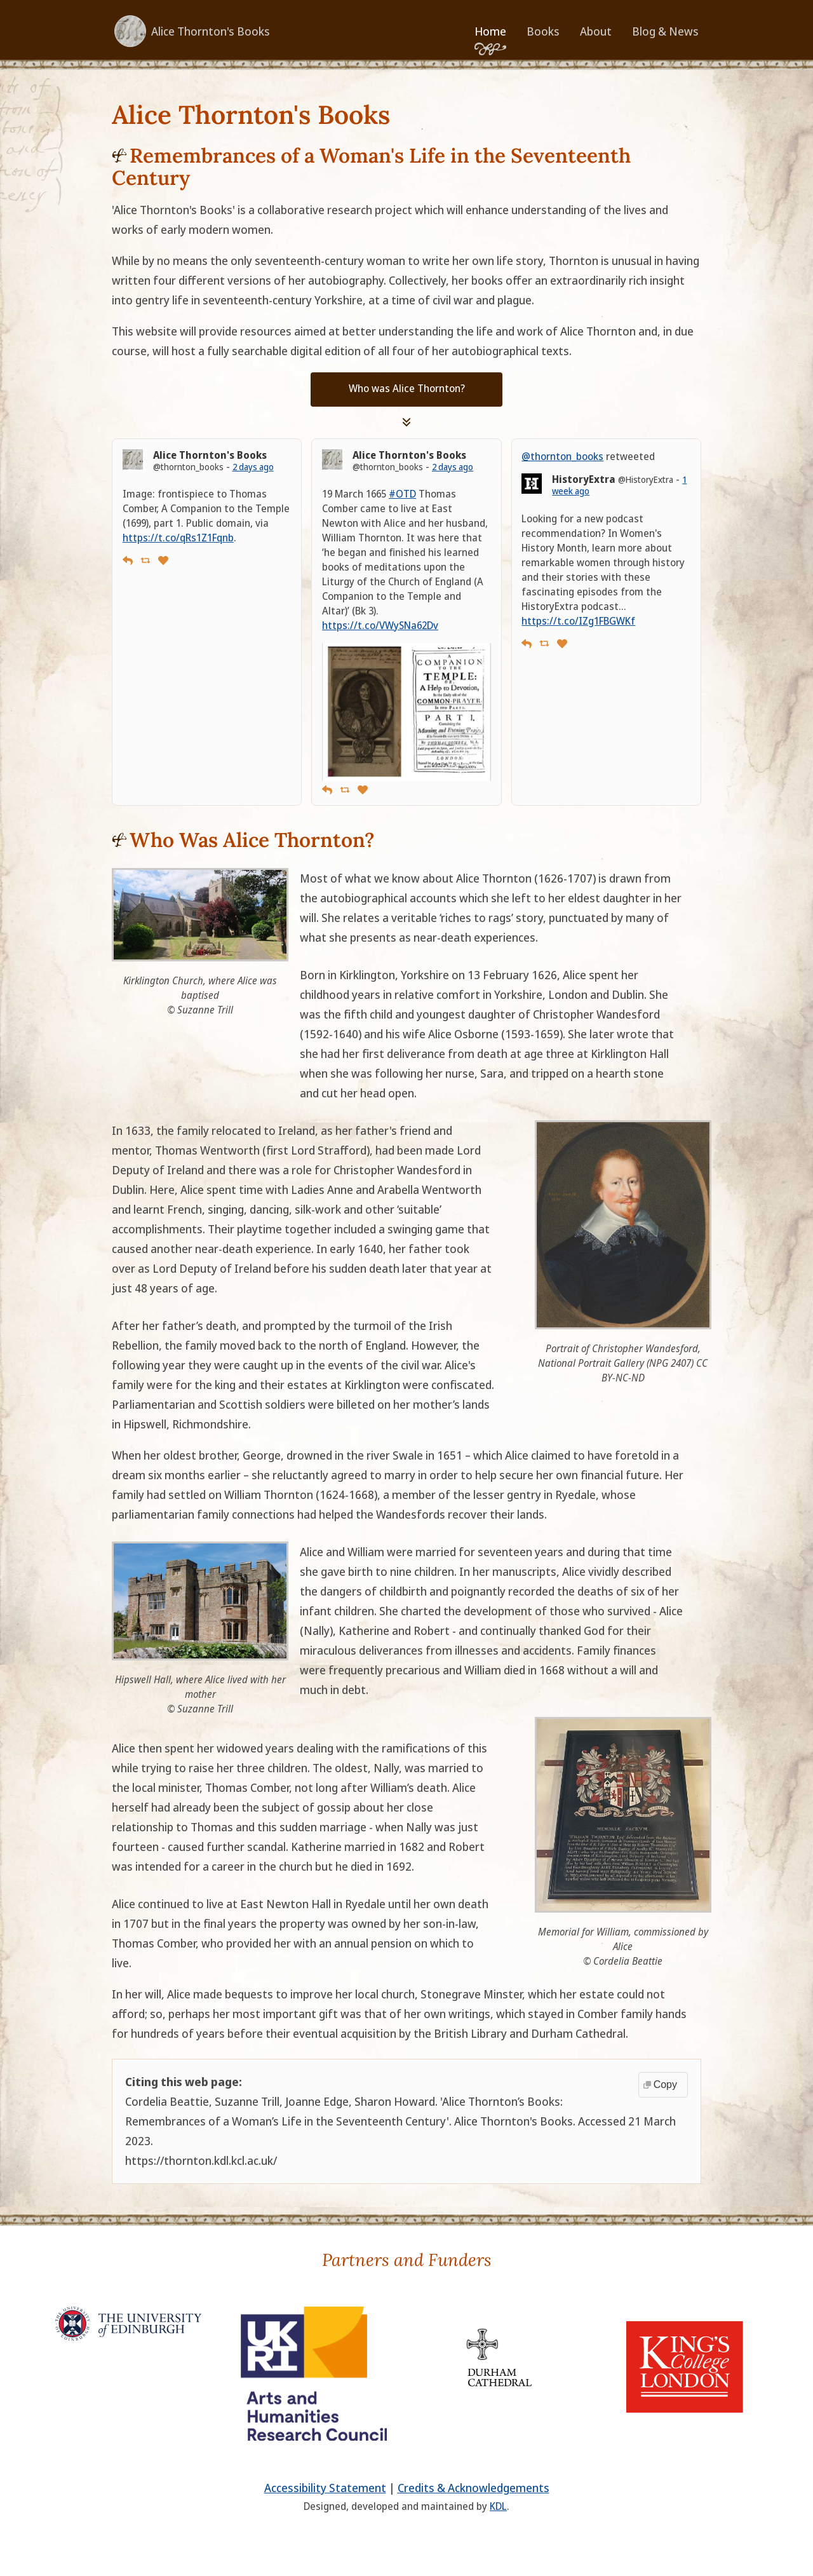 Alice Thornton's Books
Home
Books
About
Blog & News
Alice Thornton's Books
Remembrances of a Woman's Life in the Seventeenth
Century
'Alice Thornton's Books' is a collaborative research project which will enhance understanding of the lives and
works of early modern women.
While by no means the only seventeenth-century woman to write her own life story, Thornton is unusual in having
written four different versions of her autobiography. Collectively, her books offer an extraordinarily rich insight
into gentry life in seventeenth-century Yorkshire, at a time of civil war and plague.
This website will provide resources aimed at better understanding the life and work of Alice Thornton and, in due
course, will host a fully searchable digital edition of all four of her autobiographical texts.
Who was Alice Thornton?
Alice Thornton's Books
@thornton_books - 2 days ago
Image: frontispiece to Thomas
Comber, A Companion to the Temple
(1699), part 1. Public domain, via
https://t.co/qRs1Z1Fqnb.
Alice Thornton's Books
@thornton_books - 2 days ago
19 March 1665 #OTD Thomas
Comber came to live at East
Newton with Alice and her husband,
William Thornton. It was here that
‘he began and finished his learned
books of meditations upon the
Liturgy of the Church of England (A
Companion to the Temple and
Altar)’ (Bk 3).
https://t.co/VWySNa62Dv
A
COMPANION
TO THE
TEMPLE:
A Help to Devotion,
COMMON-PRAYER,
PART I,
LONDON:
@thornton_books retweeted
HistoryExtra @HistoryExtra - 1
week ago
Looking for a new podcast
recommendation? In Women's
History Month, learn more about
remarkable women through history
and their stories with these
fascinating episodes from the
HistoryExtra podcast…
https://t.co/IZg1FBGWKf
Who Was Alice Thornton?
Kirklington Church, where Alice was
baptised
© Suzanne Trill
Most of what we know about Alice Thornton (1626-1707) is drawn from
the autobiographical accounts which she left to her eldest daughter in her
will. She relates a veritable ‘riches to rags’ story, punctuated by many of
what she presents as near-death experiences.
Born in Kirklington, Yorkshire on 13 February 1626, Alice spent her
childhood years in relative comfort in Yorkshire, London and Dublin. She
was the fifth child and youngest daughter of Christopher Wandesford
(1592-1640) and his wife Alice Osborne (1593-1659). She later wrote that
she had her first deliverance from death at age three at Kirklington Hall
when she was following her nurse, Sara, and tripped on a hearth stone
and cut her head open.
In 1633, the family relocated to Ireland, as her father's friend and
mentor, Thomas Wentworth (first Lord Strafford), had been made Lord
Deputy of Ireland and there was a role for Christopher Wandesford in
Dublin. Here, Alice spent time with Ladies Anne and Arabella Wentworth
and learnt French, singing, dancing, silk-work and other ‘suitable’
accomplishments. Their playtime together included a swinging game that
caused another near-death experience. In early 1640, her father took
over as Lord Deputy of Ireland before his sudden death later that year at
just 48 years of age.
Portrait of Christopher Wandesford,
National Portrait Gallery (NPG 2407) CC
BY-NC-ND
After her father’s death, and prompted by the turmoil of the Irish
Rebellion, the family moved back to the north of England. However, the
following year they were caught up in the events of the civil war. Alice's
family were for the king and their estates at Kirklington were confiscated.
Parliamentarian and Scottish soldiers were billeted on her mother’s lands
in Hipswell, Richmondshire.
When her oldest brother, George, drowned in the river Swale in 1651 – which Alice claimed to have foretold in a
dream six months earlier – she reluctantly agreed to marry in order to help secure her own financial future. Her
family had settled on William Thornton (1624-1668), a member of the lesser gentry in Ryedale, whose
parliamentarian family connections had helped the Wandesfords recover their lands.
Hipswell Hall, where Alice lived with her
mother
© Suzanne Trill
Alice and William were married for seventeen years and during that time
she gave birth to nine children. In her manuscripts, Alice vividly described
the dangers of childbirth and poignantly recorded the deaths of six of her
infant children. She charted the development of those who survived - Alice
(Nally), Katherine and Robert - and continually thanked God for their
miraculous deliverances from illnesses and accidents. Family finances
were frequently precarious and William died in 1668 without a will and
much in debt.
Alice then spent her widowed years dealing with the ramifications of this
while trying to raise her three children. The oldest, Nally, was married to
the local minister, Thomas Comber, not long after William’s death. Alice
herself had already been the subject of gossip about her close
relationship to Thomas and this sudden marriage - when Nally was just
fourteen - caused further scandal. Katherine married in 1682 and Robert
was intended for a career in the church but he died in 1692.
Memorial for William, commissioned by
Alice
© Cordelia Beattie
Alice continued to live at East Newton Hall in Ryedale until her own death
in 1707 but in the final years the property was owned by her son-in-law,
Thomas Comber, who provided her with an annual pension on which to
live.
In her will, Alice made bequests to improve her local church, Stonegrave Minster, which her estate could not
afford; so, perhaps her most important gift was that of her own writings, which stayed in Comber family hands
for hundreds of years before their eventual acquisition by the British Library and Durham Cathedral.
Citing this web page:
Copy
Cordelia Beattie, Suzanne Trill, Joanne Edge, Sharon Howard. 'Alice Thornton’s Books:
Remembrances of a Woman’s Life in the Seventeenth Century'. Alice Thornton's Books. Accessed 21 March
2023.
https://thornton.kdl.kcl.ac.uk/
Partners and Funders
THE UNIVERSITY
of EDINBURGH
UK
RI
Arts and
Humanities
Research Council
DURHAM
CATHEDRAL
KING'S
College
LONDON
Accessibility Statement | Credits & Acknowledgements
Designed, developed and maintained by KDL.